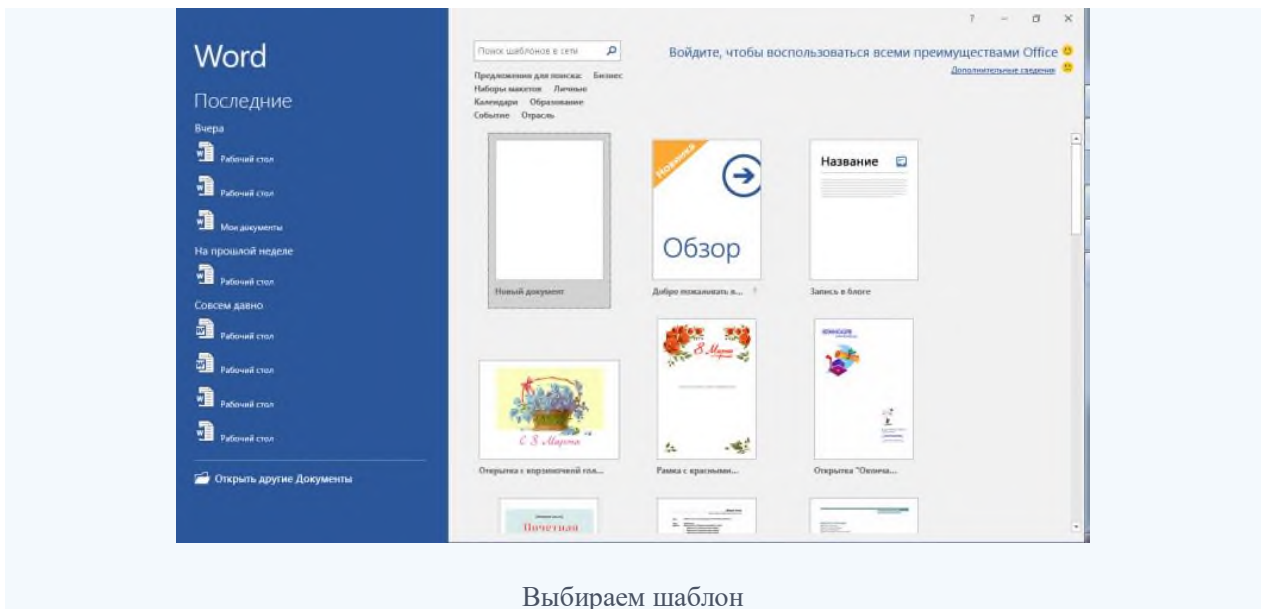 Word
Последние
Вчера
Рабочий стол
Рабочий стол
Мои документы
На прошлой неделе
Рабочий стол
Совсем давно
Рабочий стол
Рабочий стол
Рабочий стол
Рабочий стол
Открыть другие Документы
?
Поиск шаблонов в сети
Войдите, чтобы воспользоваться всеми преимуществами Office
Дополнительные сведения
Предложения для поиска: Бизнес
Наборы макетов Личные
Календари Образование
Событие Отрасль
Новый документ
Новинка
Обзор
Добро пожаловать в...
Название
Запись в блоге
С 8 Марта
Открытка с корзиночкой гол...
8 Марта
Рамка с красными...
Открытка "Оконча...
Почетная
Выбираем шаблон